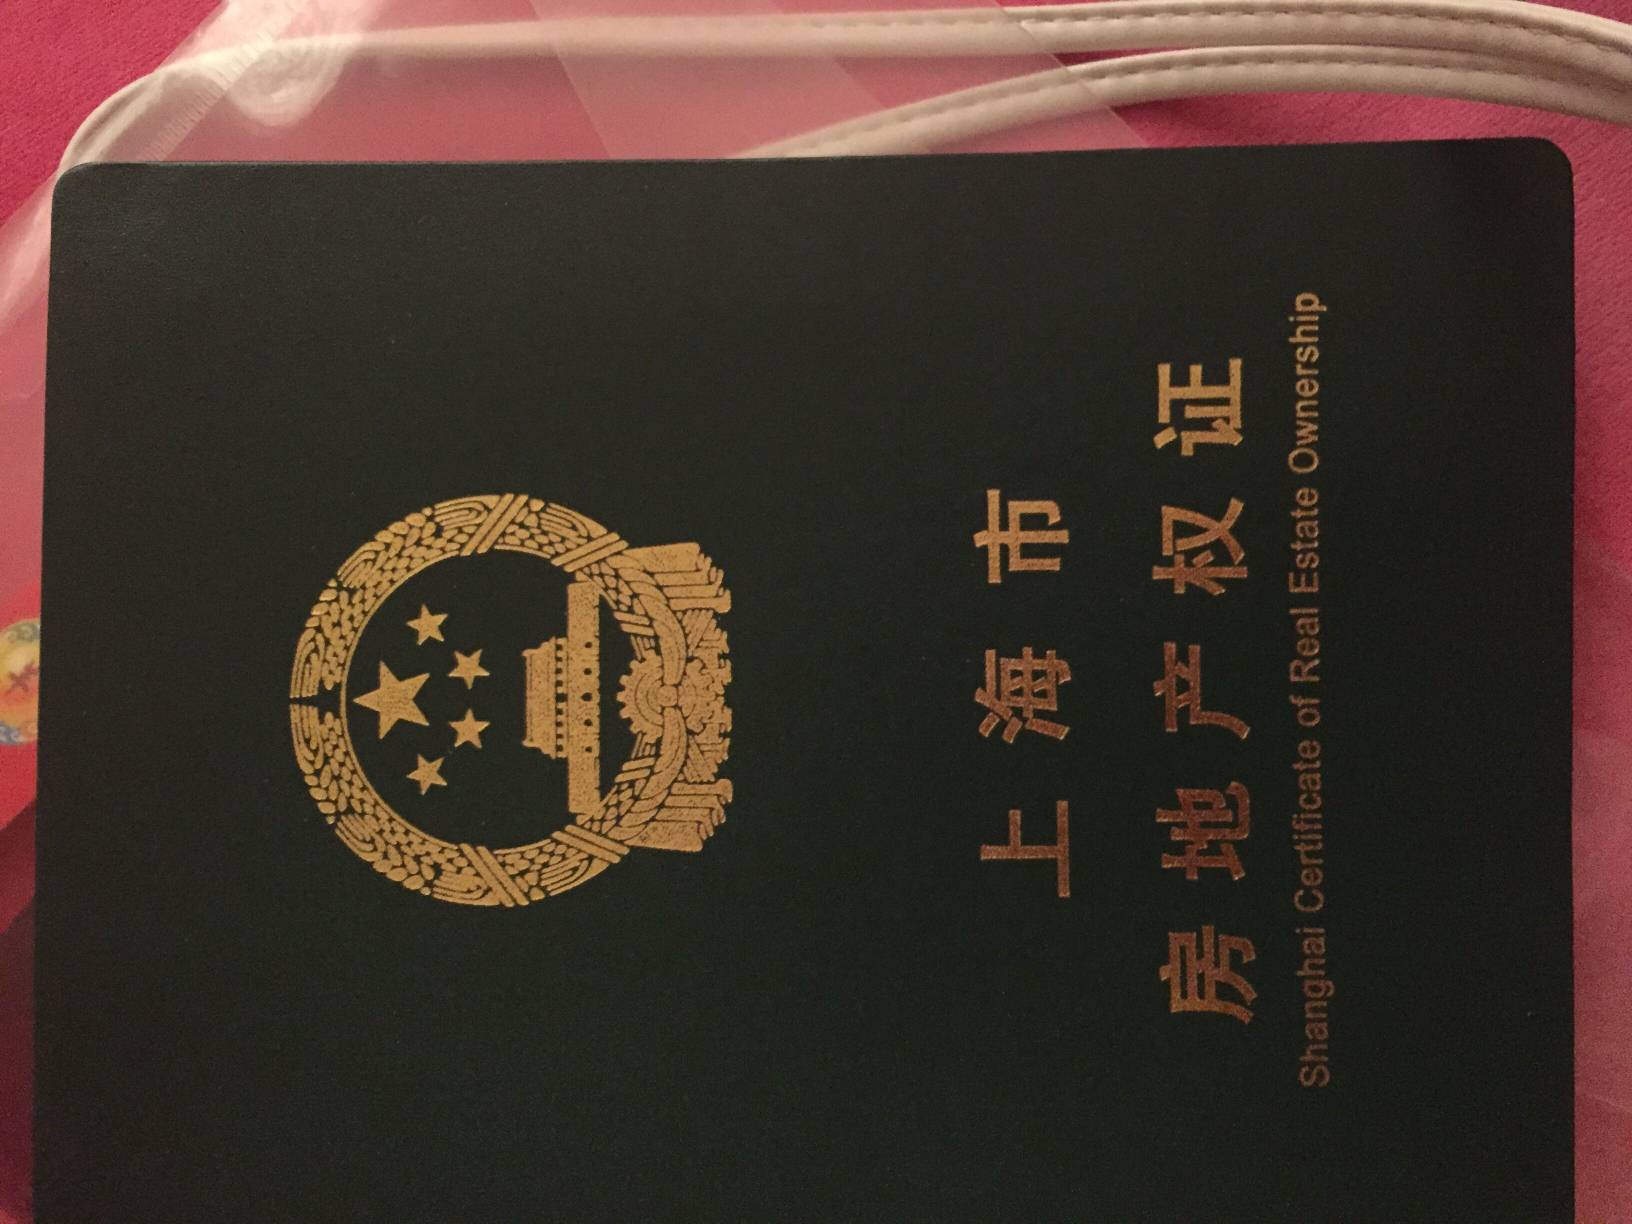 上海市
房地产权证
Shanghai Certificate of Real Estate Ownership